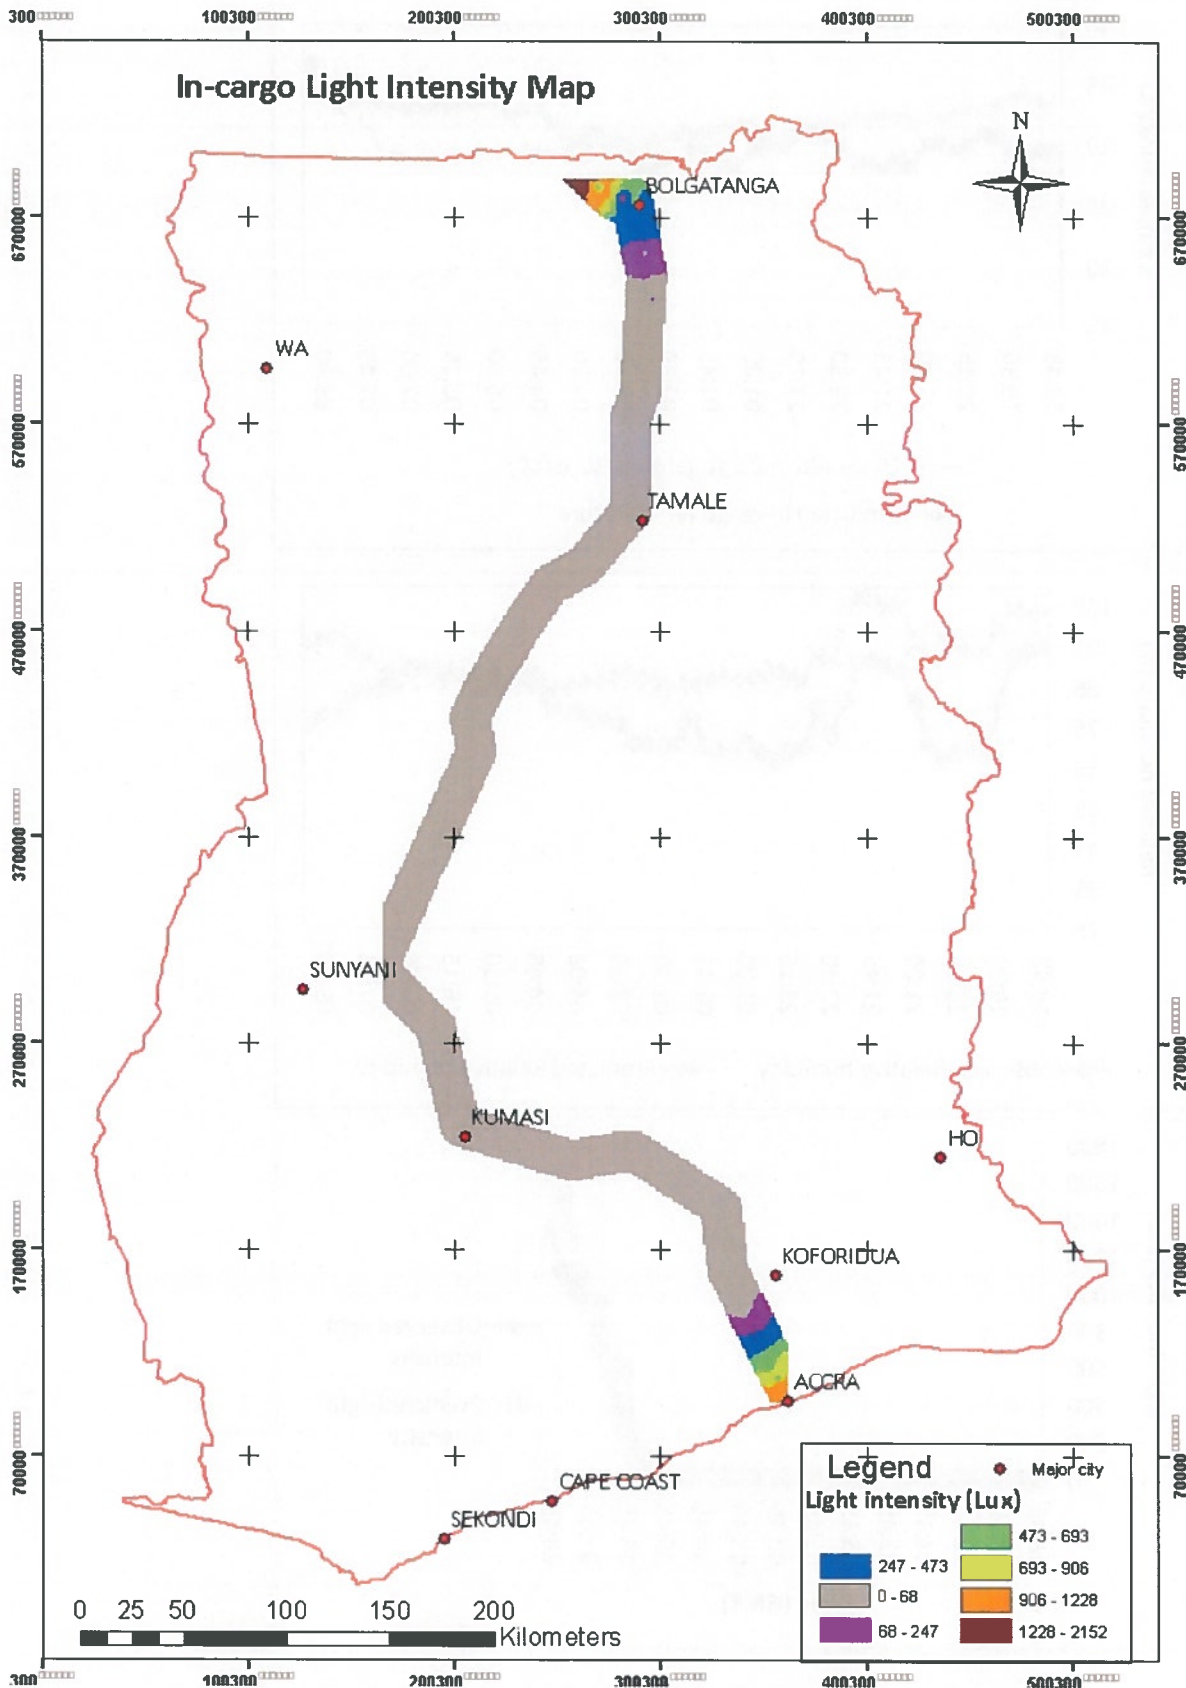 300 100300 200300 300300 400300 500300
In-cargo Light Intensity Map
N
BOLGATANGA
670000 670000
WA
570000 570000
TAMALE
470000 470000
370000 370000
SUNYANI
270000 270000
KUMASI
HO
170000 170000
KOFORIDUA
ACCRA
70000 70000
CAPE COAST
SEKONDI
Legend
Major city
Light intensity (Lux)
247 - 473
0 - 68
68 - 247
473 - 693
693 - 906
906 - 1228
1228 - 2152
0 25 50 100 150 200
Kilometers
300 100300 200300 300300 400300 500300